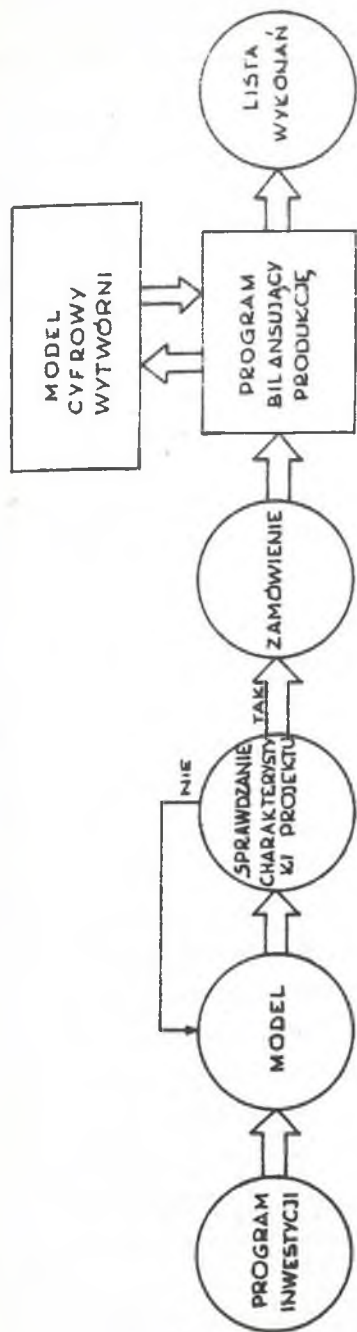 PROGRAM
INWESTYCJI
MODEL
NIE
SPRAWDZANIE
CHARAKTERYSTY
KI PROJEKTU
TAK
ZAMÓWIENIE
PROGRAM
BILANSUJĄCY
PRODUKCJĘ
MODEL
CYFROWY
WYTWÓRNI
LISTA
WYKONAŃ